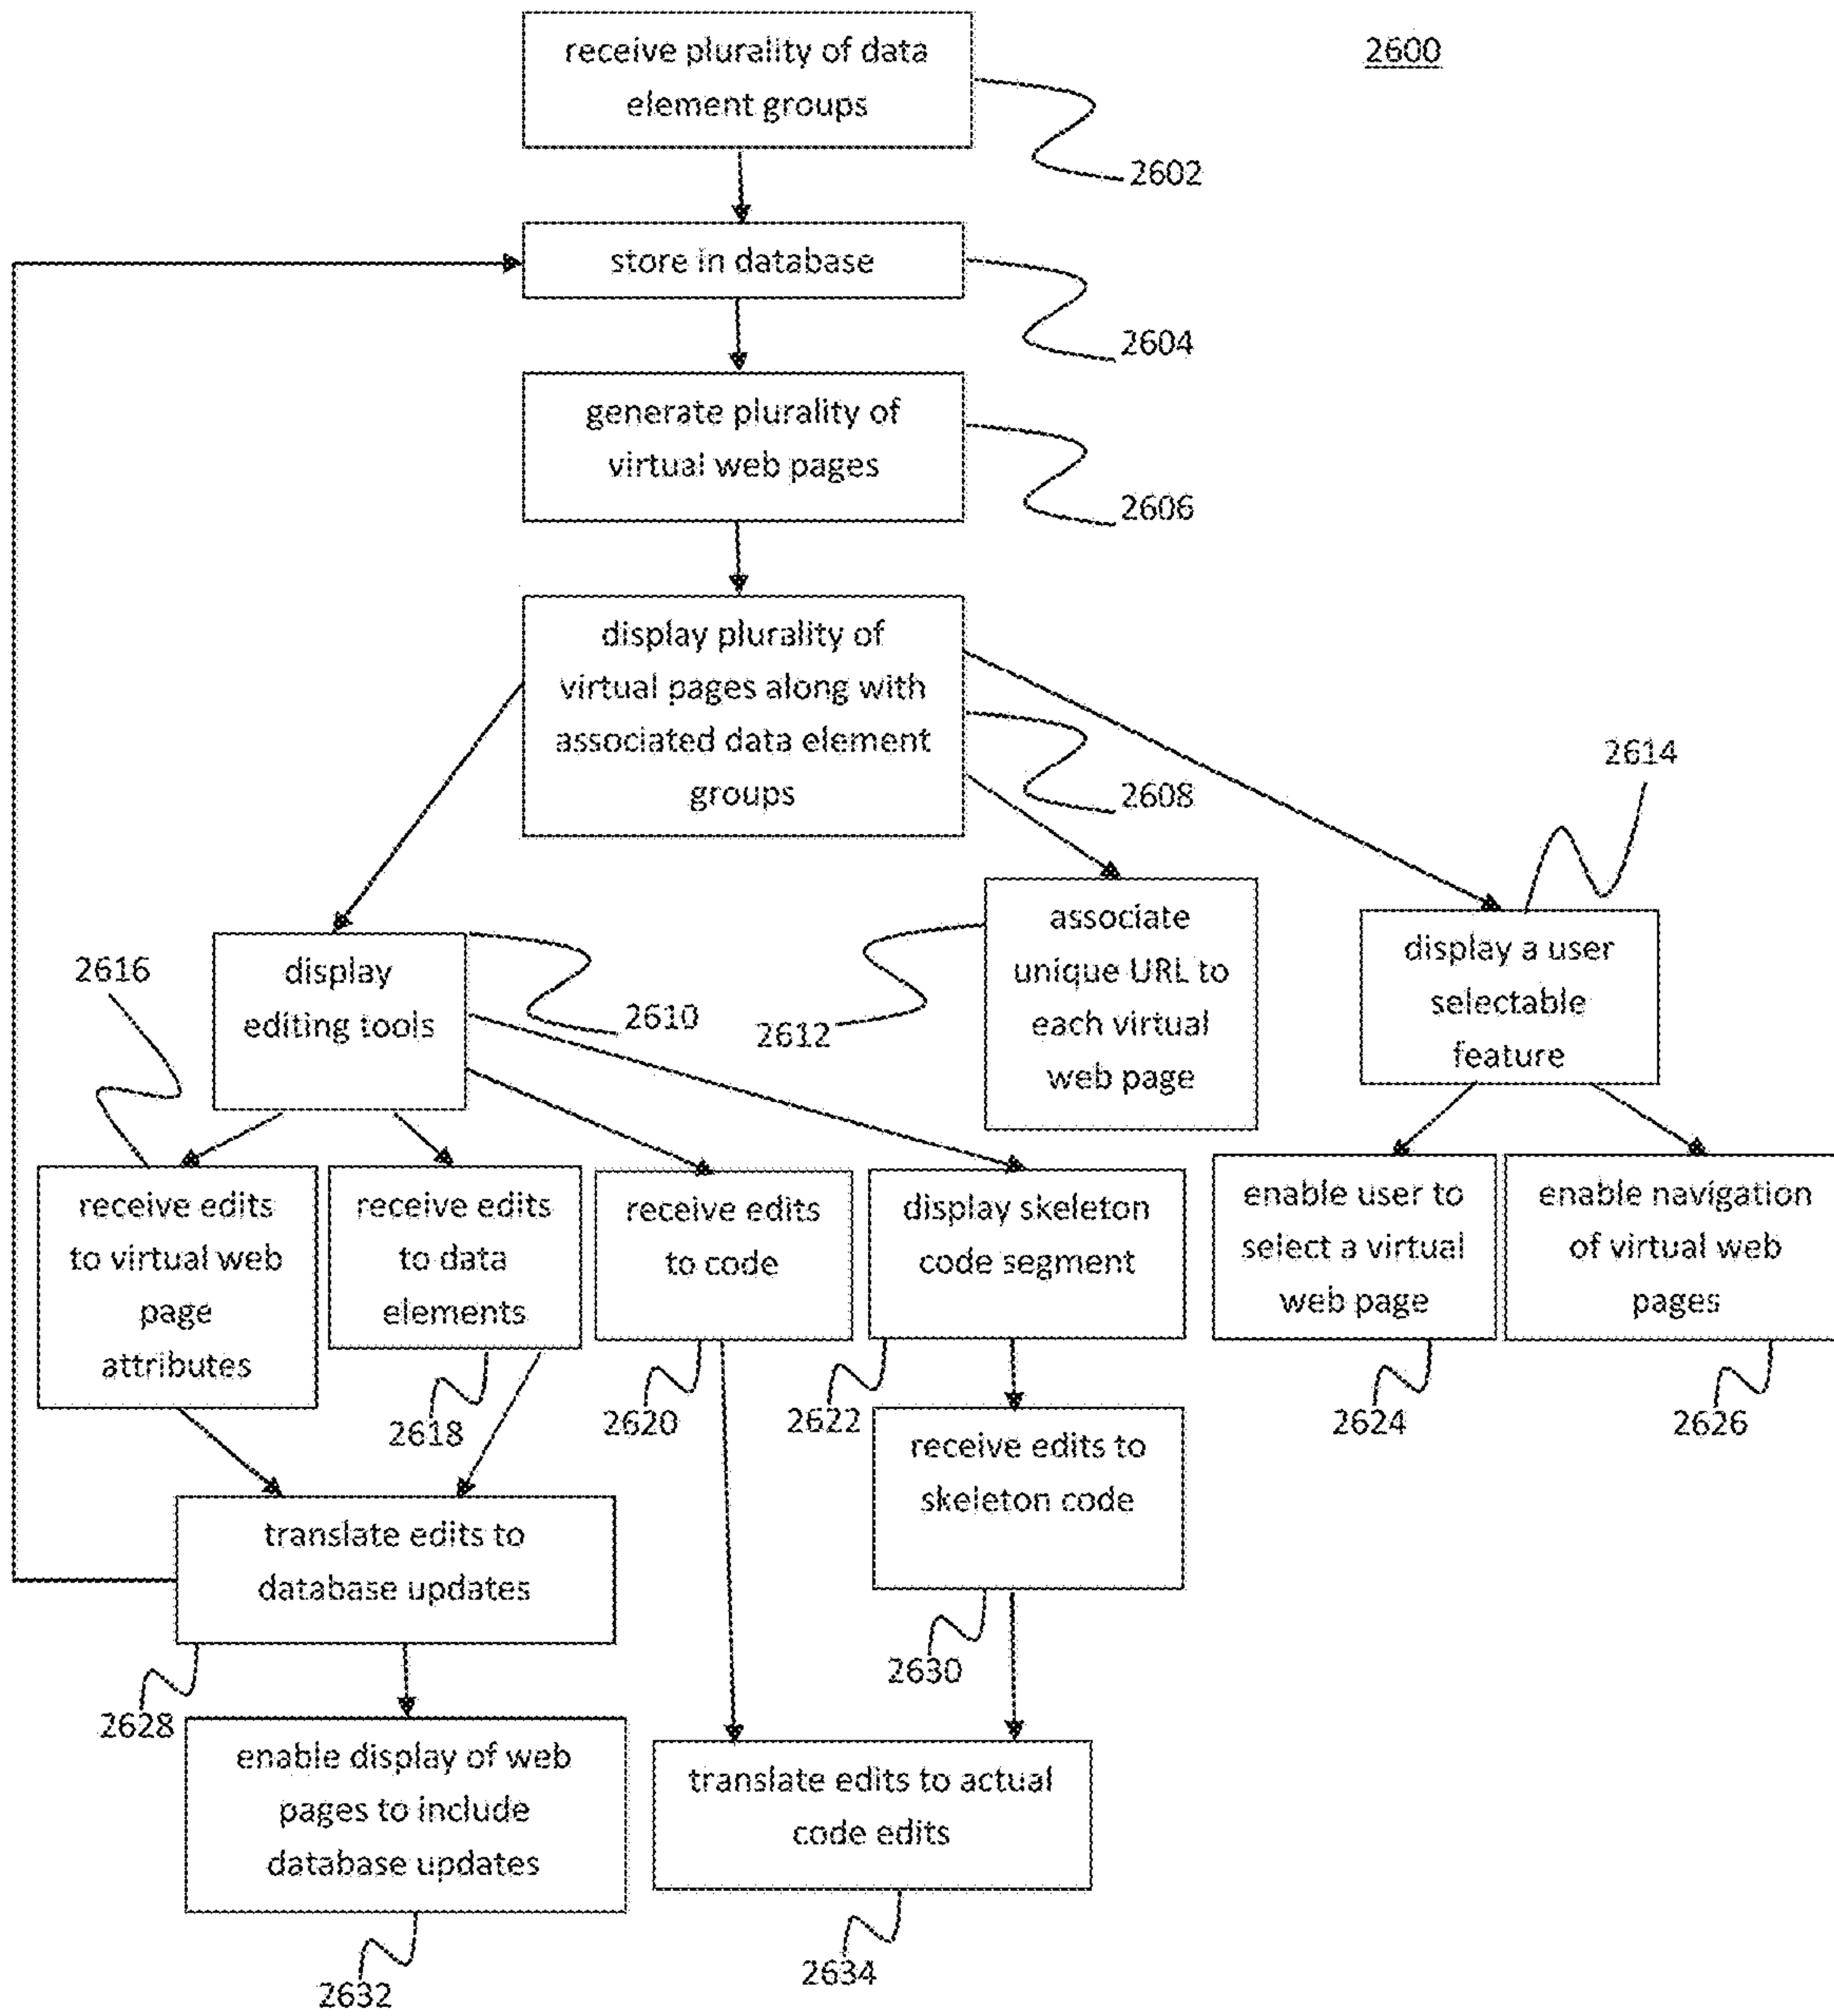 2600
receive plurality of data
element groups
2602
store in database
2604
generate plurality of
virtual web pages
2606
display plurality of
virtual pages along with
associated data element
groups
2608
2614
display
editing tools
2610
2616
associate
unique URL to
each virtual
web page
2612
display a user
selectable
feature
receive edits
to virtual web
page
attributes
receive edits
to data
elements
2618
receive edits
to code
2620
display skeleton
code segment
2622
enable user to
select a virtual
web page
2624
enable navigation
of virtual web
pages
2626
translate edits to
database updates
2628
receive edits to
skeleton code
2630
enable display of web
pages to include
database updates
2632
translate edits to actual
code edits
2634